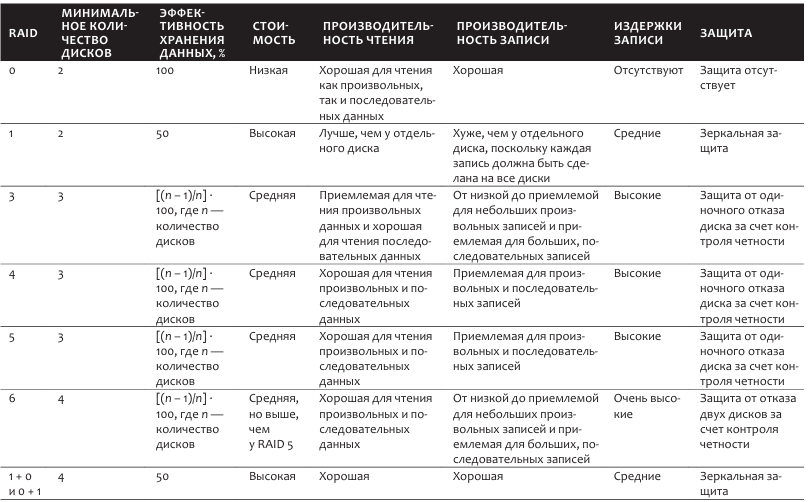 RAID
МИНИМАЛЬ-
НОЕ КОЛИ-
ЧЕСТВО
ДИСКОВ
ЭФФЕК-
ТИВНОСТЬ
ХРАНЕНИЯ
ДАННЫХ, %
СТОИ-
МОСТЬ
ПРОИЗВОДИТЕЛЬ-
НОСТЬ ЧТЕНИЯ
ПРОИЗВОДИТЕЛЬ-
НОСТЬ ЗАПИСИ
ИЗДЕРЖКИ
ЗАПИСИ
ЗАЩИТА
0
2
100
Низкая
Хорошая для чтения
как произвольных,
так и последователь-
ных данных
Хорошая
Отсутствуют
Защита отсут-
ствует
1
2
50
Высокая
Лучше, чем у отдель-
ного диска
Хуже, чем у отдельного
диска, поскольку каждая
запись должна быть сде-
лана на все диски
Средние
Зеркальная за-
щита
3
3
[(n – 1)/n] ·
100, где n —
количество
дисков
Средняя
Приемлемая для чте-
ния произвольных
данных и хорошая
для чтения последо-
вательных данных
От низкой до приемлемой
для небольших произ-
вольных записей и при-
емлемая для больших, по-
следовательных записей
Высокие
Защита от оди-
ночного отказа
диска за счет кон-
троля четности
4
3
[(n – 1)/n] ·
100, где n —
количество
дисков
Средняя
Хорошая для чтения
произвольных и по-
следовательных
данных
Приемлемая для произ-
вольных и последователь-
ных записей
Высокие
Защита от оди-
ночного отказа
диска за счет кон-
троля четности
5
3
[(n – 1)/n] ·
100, где n —
количество
дисков
Средняя
Хорошая для чтения
произвольных и по-
следовательных
данных
Приемлемая для произ-
вольных и последователь-
ных записей
Высокие
Защита от оди-
ночного отказа
диска за счет кон-
троля четности
6
4
[(n – 1)/n] ·
100, где n —
количество
дисков
Средняя,
но выше,
чем
у RAID 5
Хорошая для чтения
произвольных и по-
следовательных
данных
От низкой до приемлемой
для небольших произ-
вольных записей и при-
емлемая для больших, по-
следовательных записей
Очень высо-
кие
Защита от отказа
двух дисков за
счет контроля
четности
1 + 0
и 0 + 1
4
50
Высокая
Хорошая
Хорошая
Средние
Зеркальная за-
щита